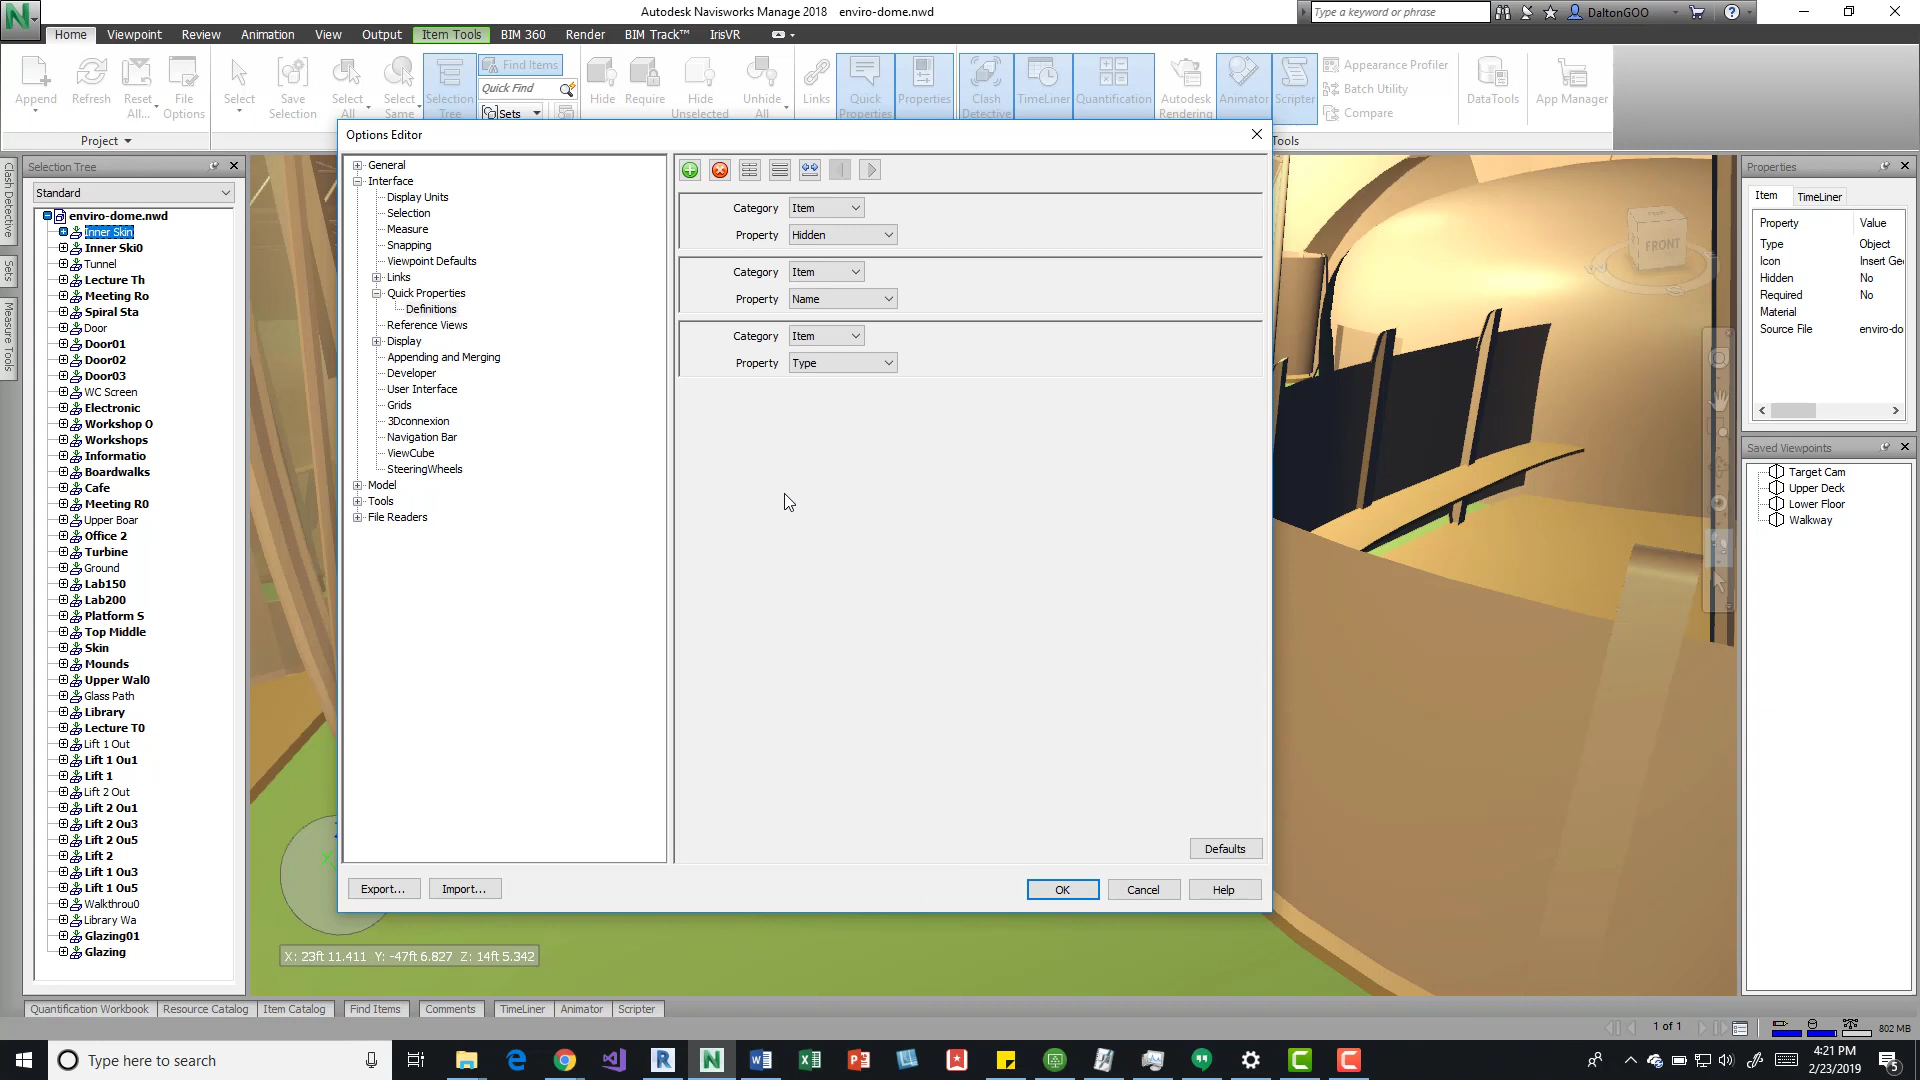 Autodesk Navisworks Manage 2018 enviro-dome.nwd
Type a keyword or phrase
DaltonGOO
Home Viewpoint Review Animation View Output Item Tools BIM 360 Render BIM Track™ IrisVR
Append
Refresh
Reset All...
File Options
Project
Select
Save Selection
Select All
Select Same
Selection Tree
Find Items
Quick Find
Sets
Hide
Require
Hide Unselected
Unhide All
Links
Quick Properties
Properties
Clash Detective
TimeLiner
Quantification
Autodesk Rendering
Animator
Scripter
Appearance Profiler
Batch Utility
Compare
DataTools
App Manager
Tools
Clash Detective
Sets
Measure Tools
Selection Tree
Standard
enviro-dome.nwd
Inner Skin
Inner Ski0
Tunnel
Lecture Th
Meeting Ro
Spiral Sta
Door
Door01
Door02
Door03
WC Screen
Electronic
Workshop O
Workshops
Informatio
Boardwalks
Cafe
Meeting R0
Upper Boar
Office 2
Turbine
Ground
Lab150
Lab200
Platform S
Top Middle
Skin
Mounds
Upper Wal0
Glass Path
Library
Lecture T0
Lift 1 Out
Lift 1 Ou1
Lift 1
Lift 2 Out
Lift 2 Ou1
Lift 2 Ou3
Lift 2 Ou5
Lift 2
Lift 1 Ou3
Lift 1 Ou5
Walkthrou0
Library Wa
Glazing01
Glazing
Options Editor
General
Interface
Display Units
Selection
Measure
Snapping
Viewpoint Defaults
Links
Quick Properties
Definitions
Reference Views
Display
Appending and Merging
Developer
User Interface
Grids
3Dconnexion
Navigation Bar
ViewCube
SteeringWheels
Model
Tools
File Readers
Category Item
Property Hidden
Category Item
Property Name
Category Item
Property Type
Defaults
Export... Import... OK Cancel Help
X: 23ft 11.411 Y: -47ft 6.827 Z: 14ft 5.342
FRONT
W
S
Properties
Item TimeLiner
Property Value
Type Object
Icon Insert Geo
Hidden No
Required No
Material
Source File enviro-do
Saved Viewpoints
Target Cam
Upper Deck
Lower Floor
Walkway
Quantification Workbook Resource Catalog Item Catalog Find Items Comments TimeLiner Animator Scripter
1 of 1
802 MB
Type here to search
4:21 PM
2/23/2019
5